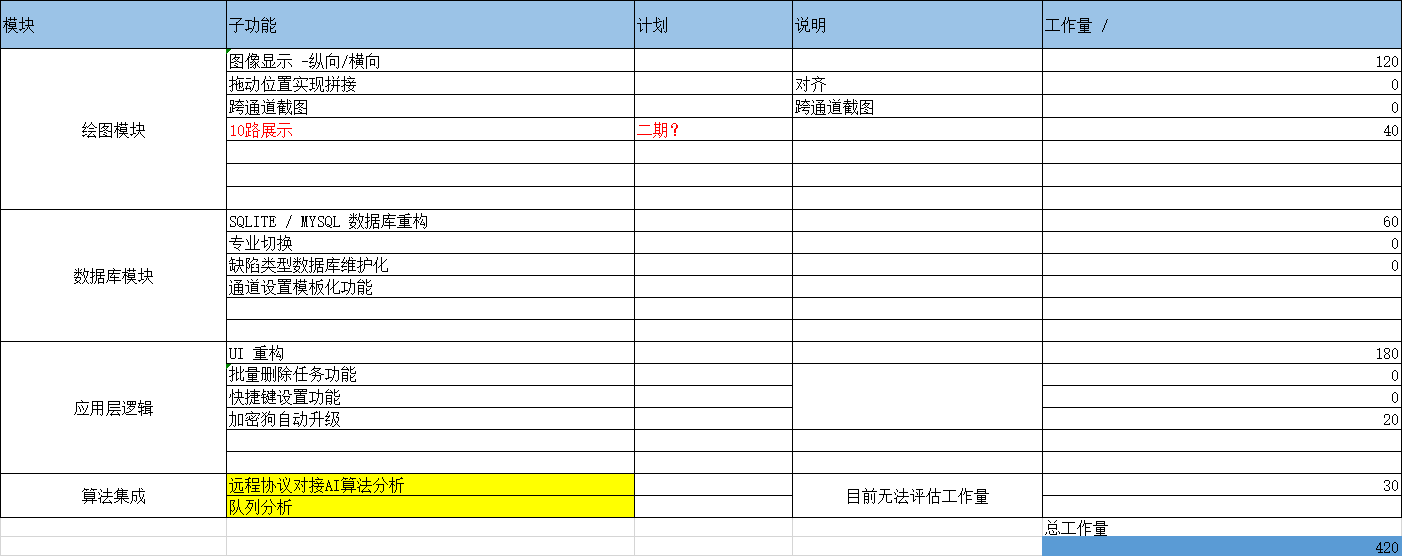 模块 子功能 计划 说明 工作量 /
图像显示 -纵向/横向 120
拖动位置实现拼接 对齐 0
跨通道截图 跨通道截图 0
绘图模块 10路展示 二期？ 40
SQLITE / MYSQL 数据库重构 60
专业切换 0
缺陷类型数据库维护化 0
数据库模块 通道设置模板化功能
UI 重构 180
批量删除任务功能 0
快捷键设置功能 0
应用层逻辑 加密狗自动升级 20
远程协议对接AI算法分析 30
算法集成 目前无法评估工作量
队列分析
总工作量
420